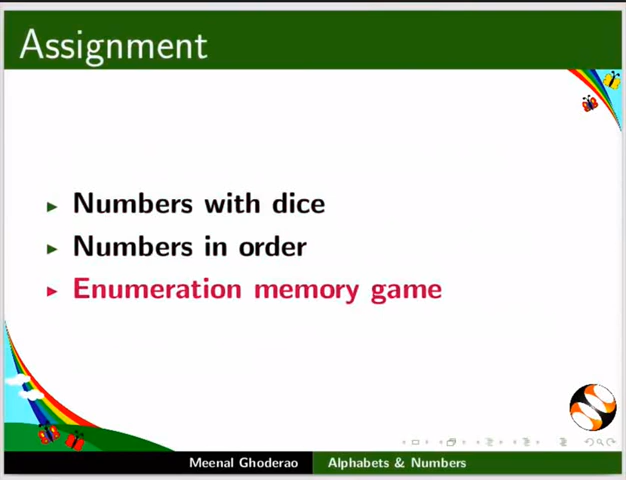 Assignment
Numbers with dice
Numbers in order
Enumeration memory game
Meenal Ghoderao Alphabets & Numbers